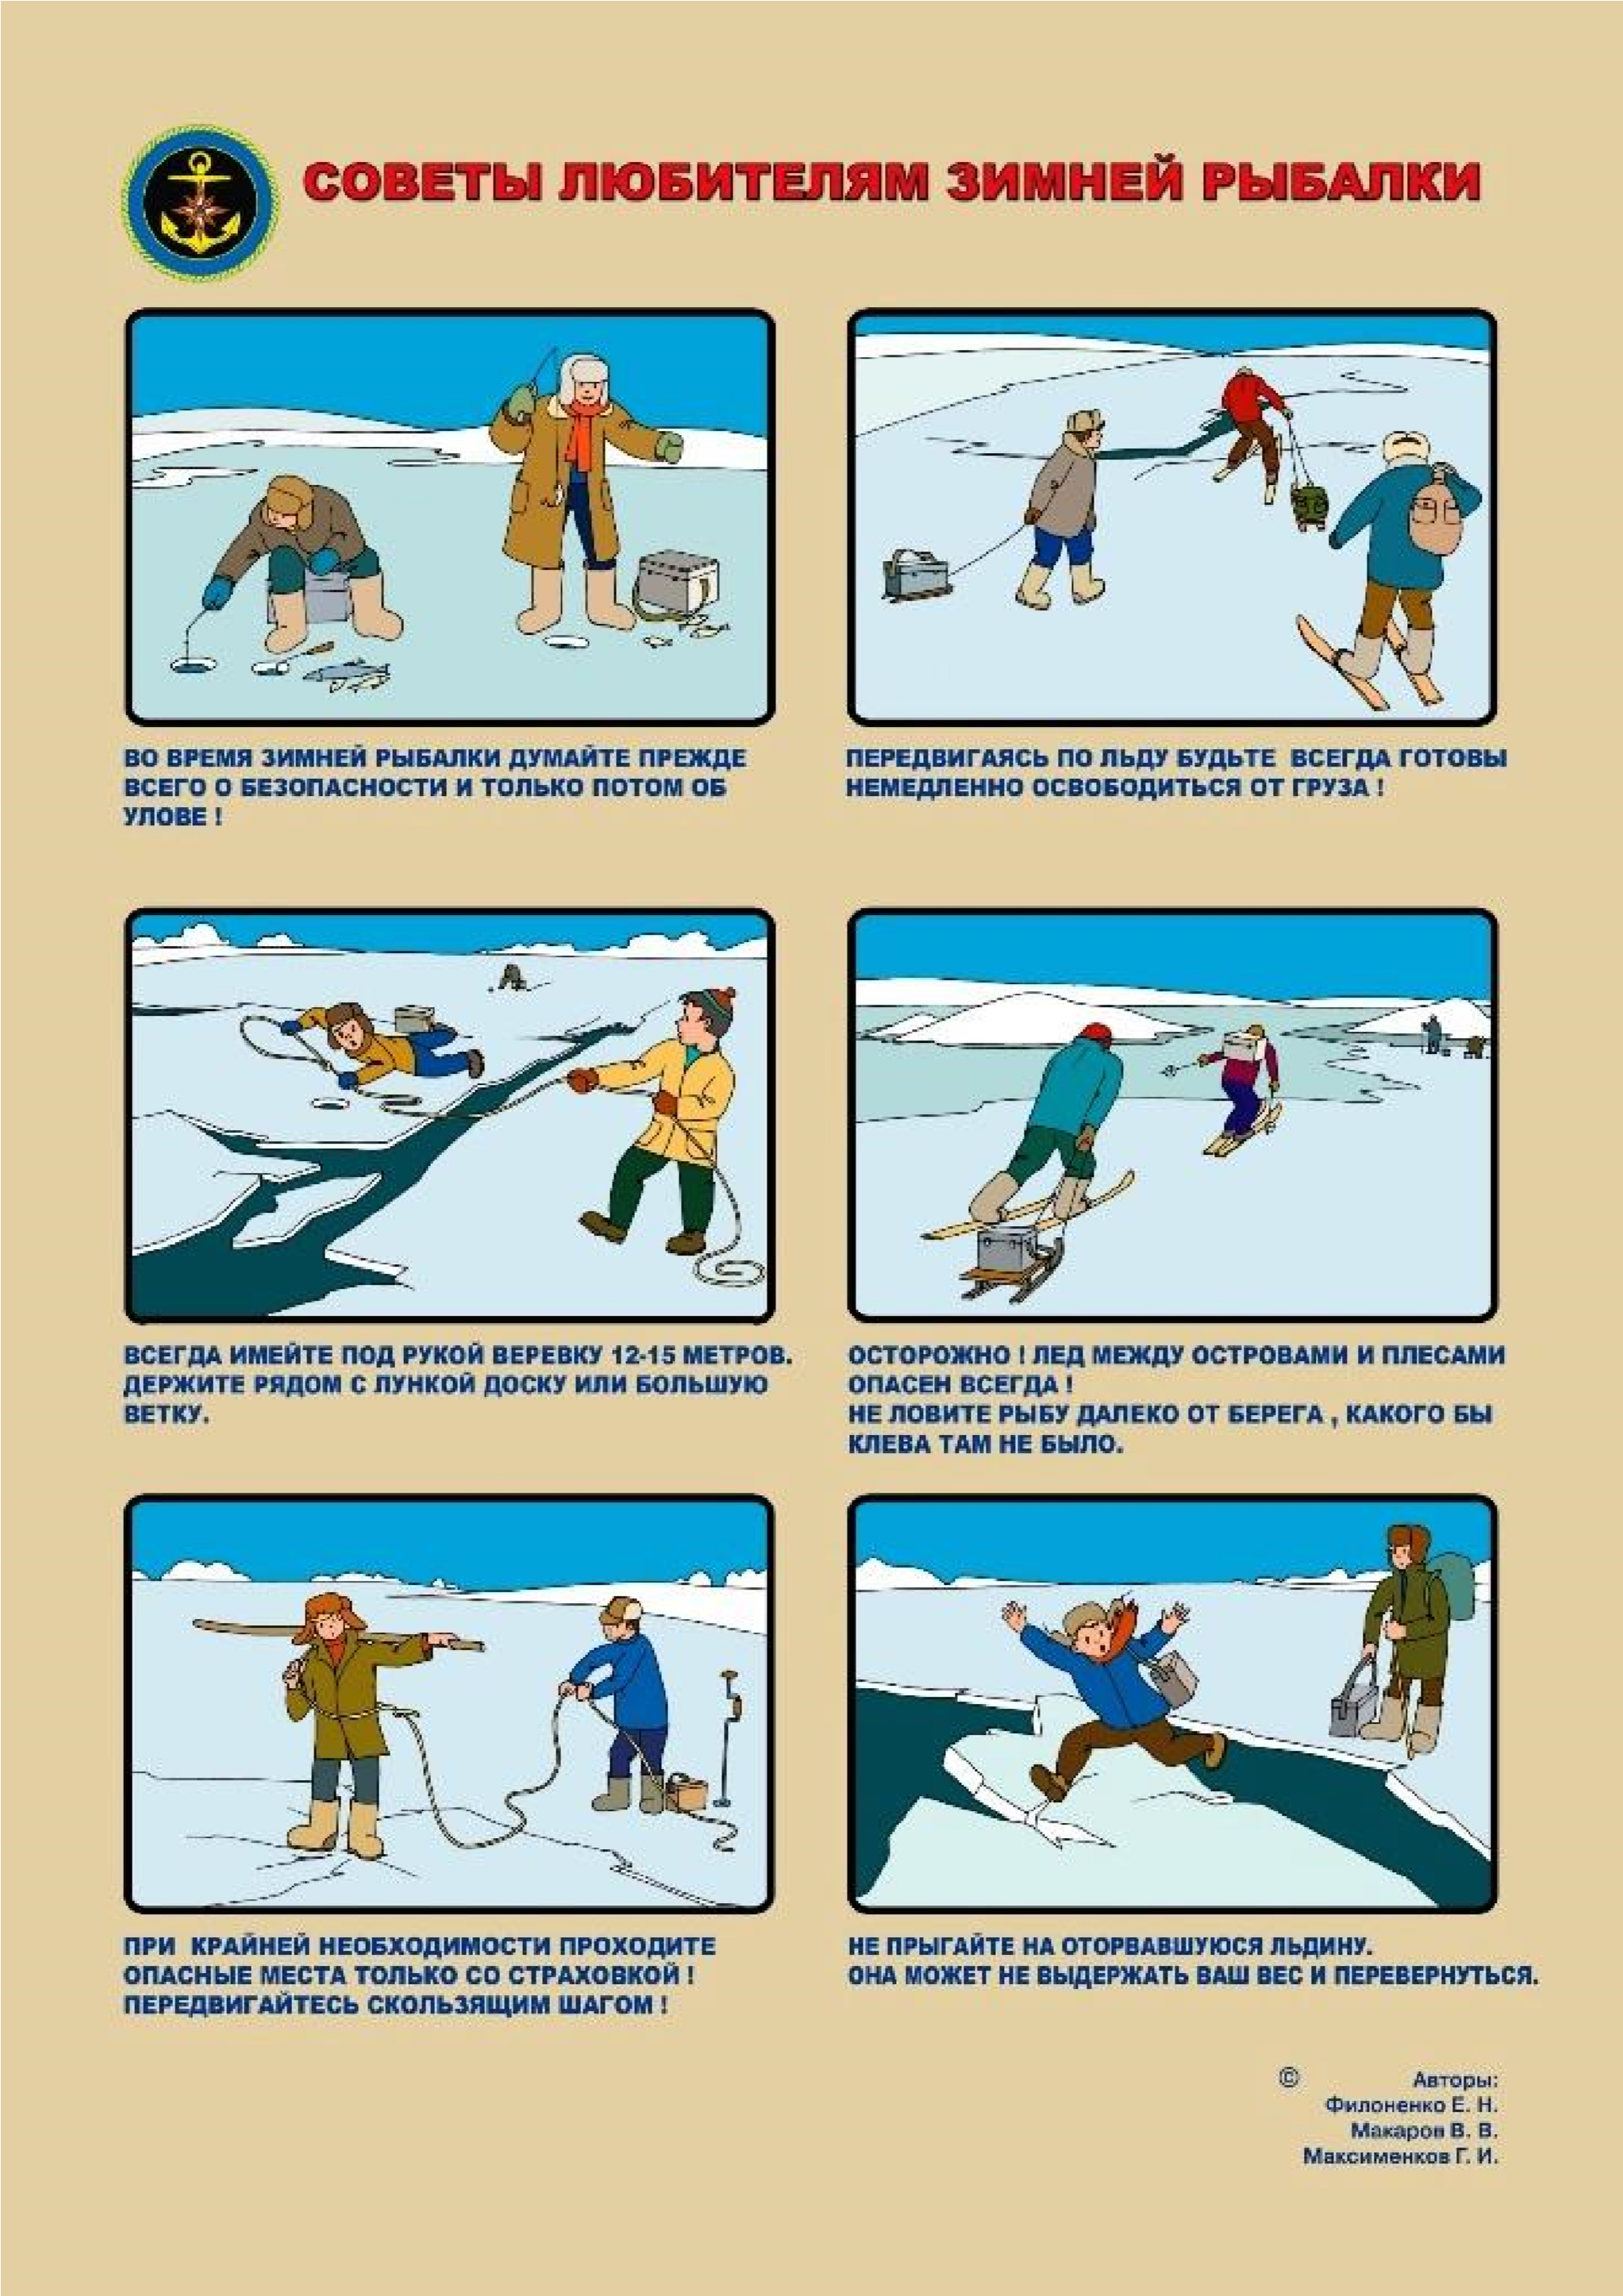 СОВЕТЫ ЛЮБИТЕЛЯМ ЗИМНЕЙ РЫБАЛКИ
ВО ВРЕМЯ ЗИМНЕЙ РЫБАЛКИ ДУМАЙТЕ ПРЕЖДЕ
ВСЕГО О БЕЗОПАСНОСТИ И ТОЛЬКО ПОТОМ ОБ
УЛОВЕ !
ПЕРЕДВИГАЯСЬ ПО ЛЬДУ БУДЬТЕ ВСЕГДА ГОТОВЫ
НЕМЕДЛЕННО ОСВОБОДИТЬСЯ ОТ ГРУЗА !
ВСЕГДА ИМЕЙТЕ ПОД РУКОЙ ВЕРЕВКУ 12-15 МЕТРОВ.
ДЕРЖИТЕ РЯДОМ С ЛУНКОЙ ДОСКУ ИЛИ БОЛЬШУЮ
ВЕТКУ.
ОСТОРОЖНО ! ЛЕД МЕЖДУ ОСТРОВАМИ И ПЛЕСАМИ
ОПАСЕН ВСЕГДА !
НЕ ЛОВИТЕ РЫБУ ДАЛЕКО ОТ БЕРЕГА , КАКОГО БЫ
КЛЕВА ТАМ НЕ БЫЛО.
ПРИ КРАЙНЕЙ НЕОБХОДИМОСТИ ПРОХОДИТЕ
ОПАСНЫЕ МЕСТА ТОЛЬКО СО СТРАХОВКОЙ !
ПЕРЕДВИГАЙТЕСЬ СКОЛЬЗЯЩИМ ШАГОМ !
НЕ ПРЫГАЙТЕ НА ОТОРВАВШУЮСЯ ЛЬДИНУ.
ОНА МОЖЕТ НЕ ВЫДЕРЖАТЬ ВАШ ВЕС И ПЕРЕВЕРНУТЬСЯ.
© Авторы:
Филоненко Е. Н.
Макаров В. В.
Максименков Г. И.